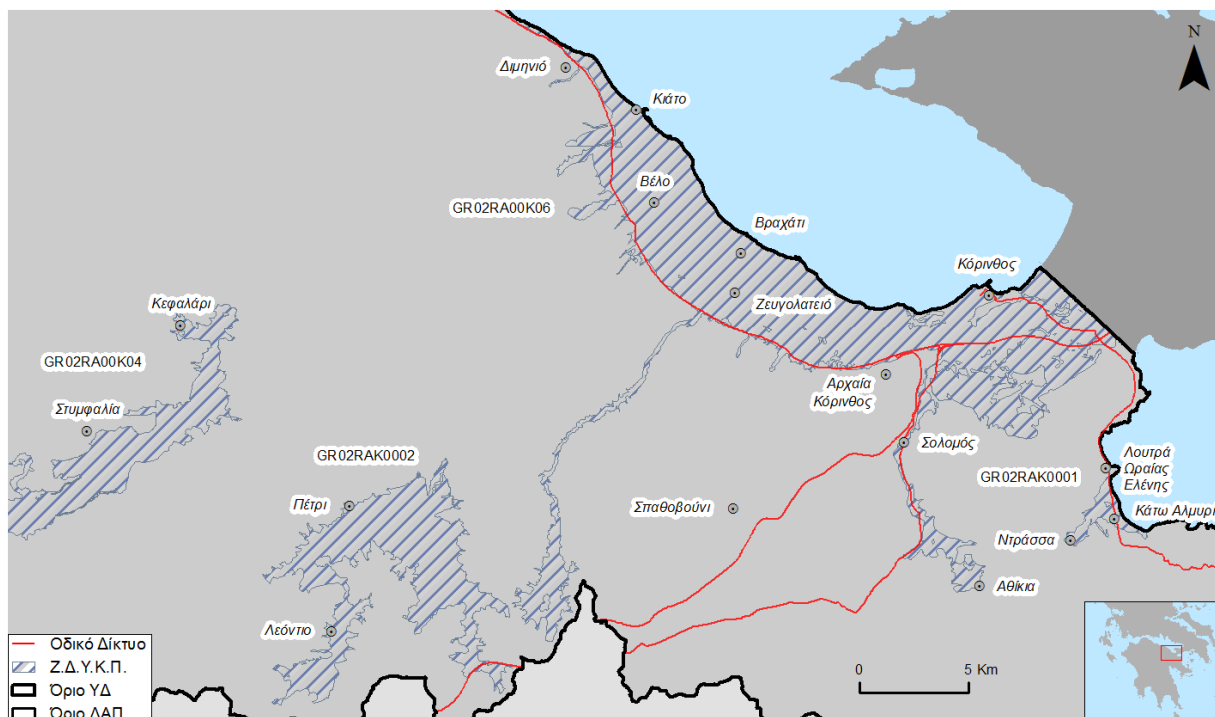 N
Διμηνιό
Κιάτο
Βέλο
GR02RA00K06
Βραχάτι
Κόρινθος
Κεφαλάρι
Ζευγολατειό
GR02RA00K04
Αρχαία
Κόρινθος
Στυμφαλία
Σολομός
GR02RAK0002
GR02RAK0001
Λουτρά
Ωραίας
Ελένης
Πέτρι
Σπαθοβούνι
Κάτω Αλμυρή
Ντράσσα
Αθίκια
Λεόντιο
Οδικό Δίκτυο
Ζ.Δ.Υ.Κ.Π.
Όριο ΥΔ
Όριο ΛΑΠ
0 5 Km